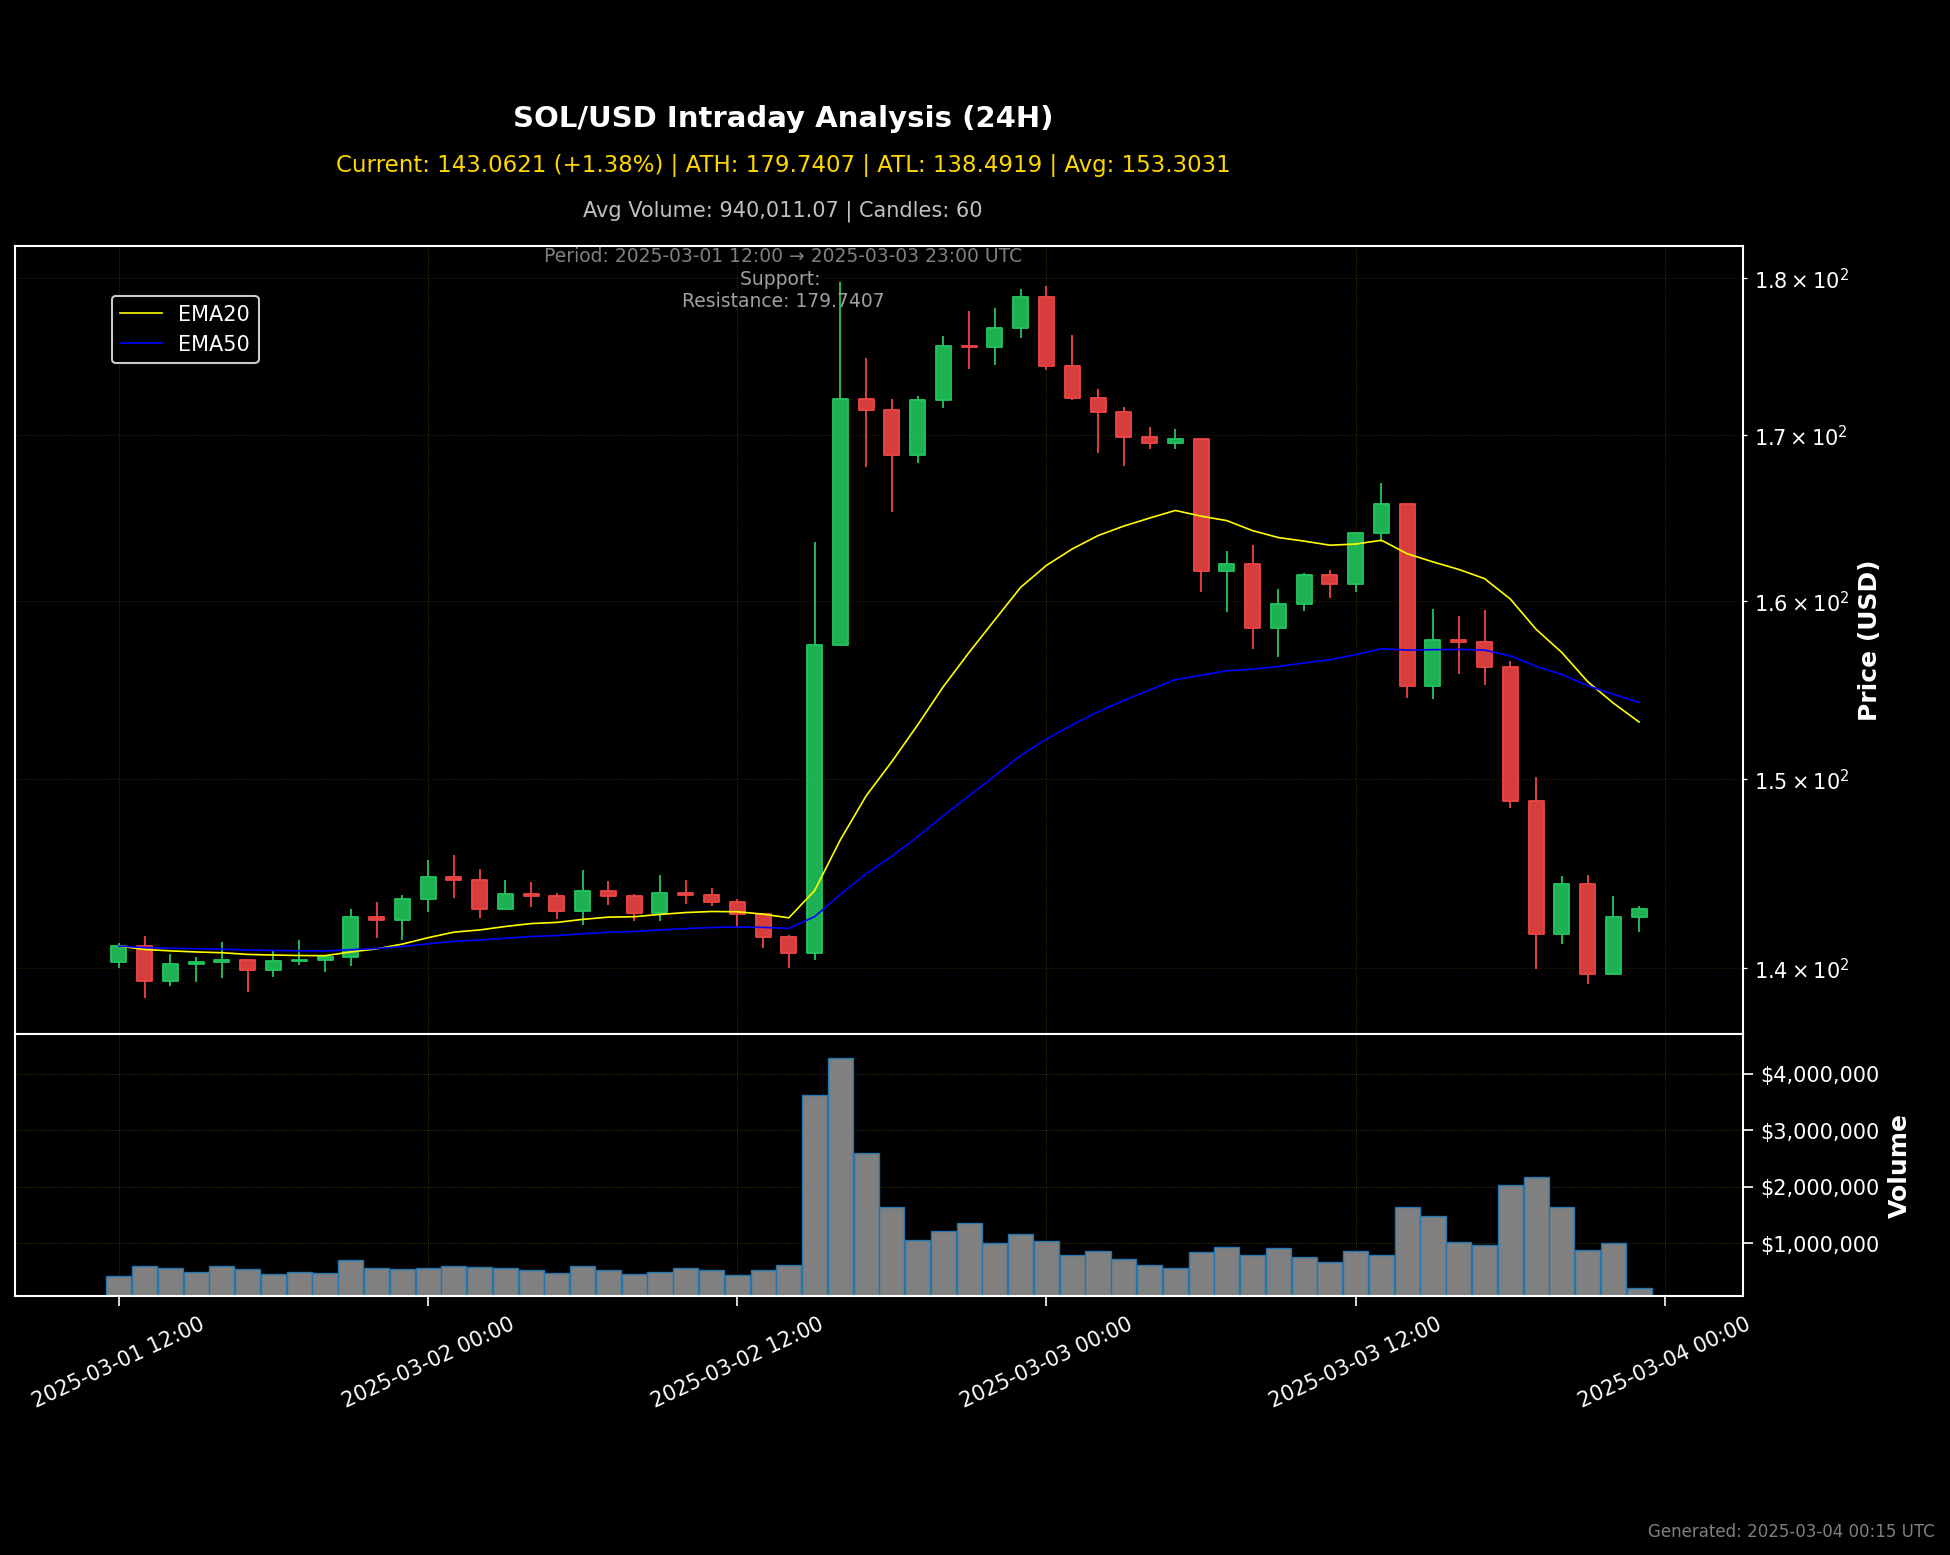 SOL/USD Intraday Analysis (24H)
Current: 143.0621 (+1.38%) | ATH: 179.7407 | ATL: 138.4919 | Avg: 153.3031
Avg Volume: 940,011.07 | Candles: 60
Period: 2025-03-01 12:00 → 2025-03-03 23:00 UTC
Support:
Resistance: 179.7407
EMA20
EMA50
1.8 × 10²
1.7 × 10²
1.6 × 10²
1.5 × 10²
1.4 × 10²
Price (USD)
$4,000,000
$3,000,000
$2,000,000
$1,000,000
Volume
2025-03-01 12:00
2025-03-02 00:00
2025-03-02 12:00
2025-03-03 00:00
2025-03-03 12:00
2025-03-04 00:00
Generated: 2025-03-04 00:15 UTC